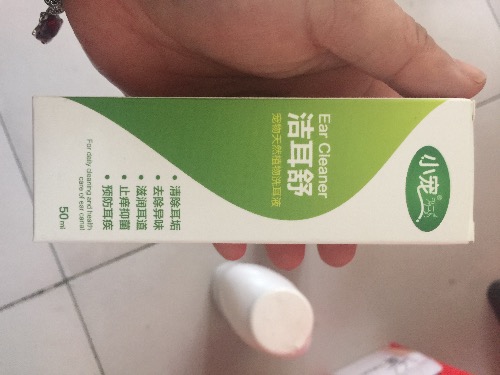 小宠®
Ear Cleaner
洁耳舒
宠物天然植物洗耳液
• 清除耳垢
• 去除异味
• 滋润耳道
• 止痒抑菌
• 预防耳疾
For daily cleaning and health
care of ear canal
50ml